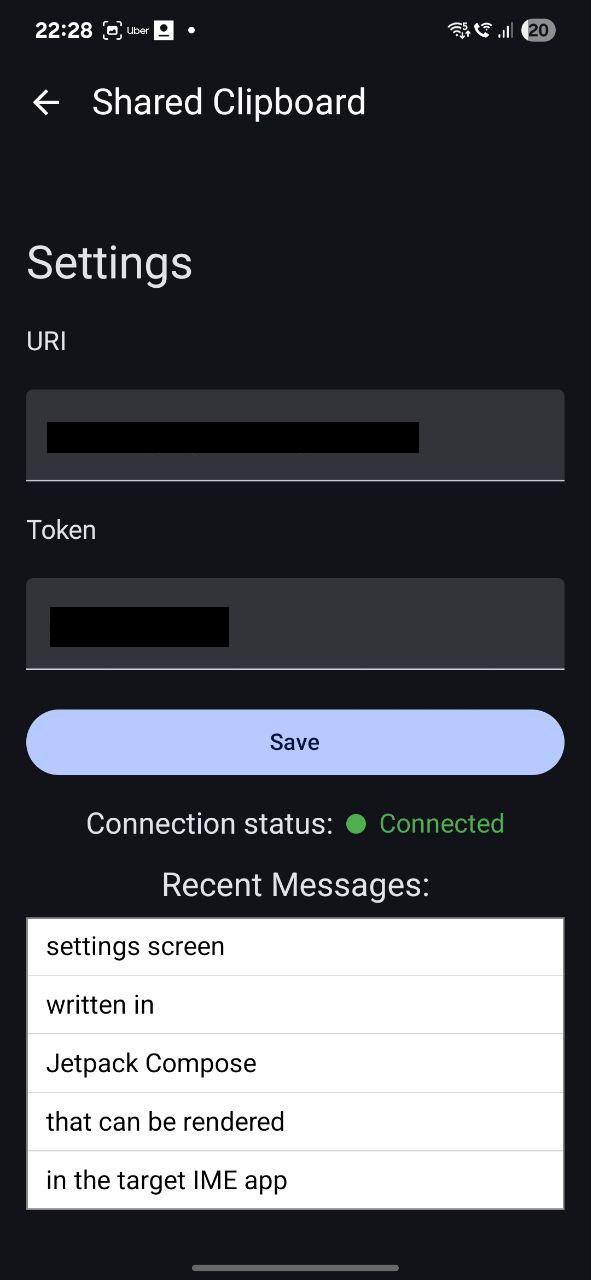 22:28 Uber 5 20
Shared Clipboard
Settings
URI
Token
Save
Connection status: Connected
Recent Messages:
settings screen
written in
Jetpack Compose
that can be rendered
in the target IME app